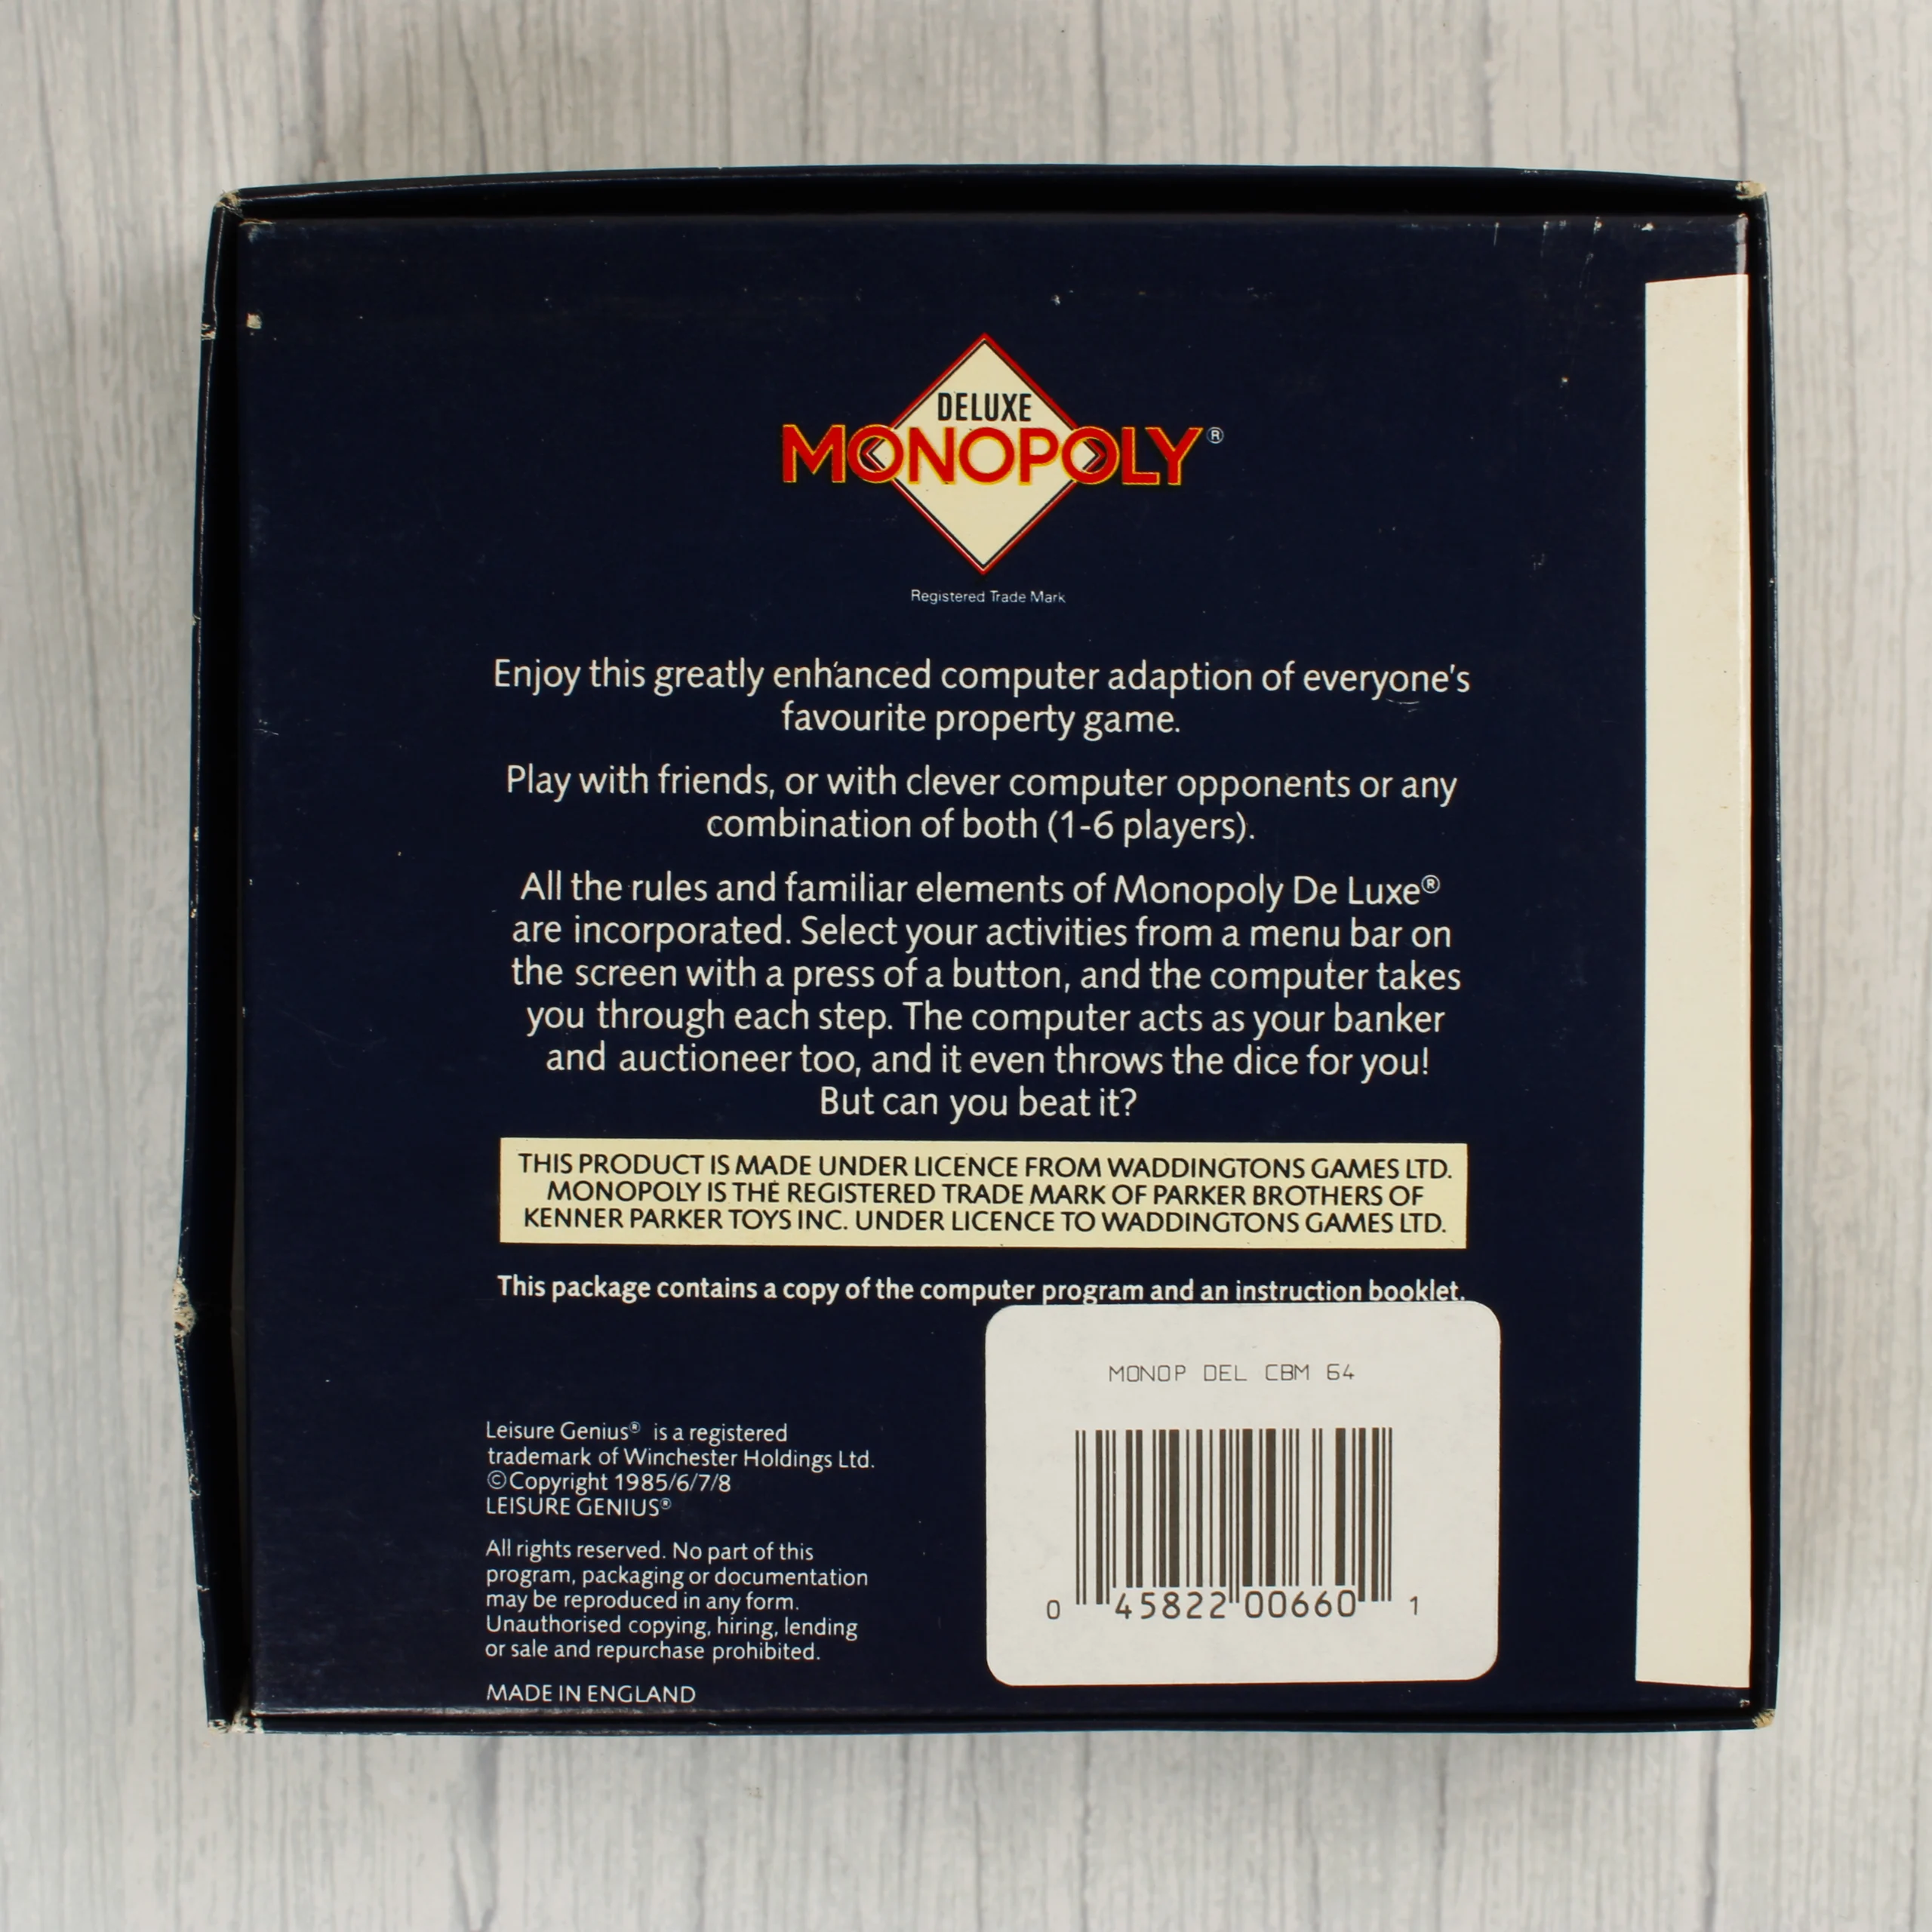 DELUXE
MONOPOLY®
Registered Trade Mark
Enjoy this greatly enhanced computer adaption of everyone's
favourite property game.
Play with friends, or with clever computer opponents or any
combination of both (1-6 players).
All the rules and familiar elements of Monopoly De Luxe®
are incorporated. Select your activities from a menu bar on
the screen with a press of a button, and the computer takes
you through each step. The computer acts as your banker
and auctioneer too, and it even throws the dice for you!
But can you beat it?
THIS PRODUCT IS MADE UNDER LICENCE FROM WADDINGTONS GAMES LTD.
MONOPOLY IS THE REGISTERED TRADE MARK OF PARKER BROTHERS OF
KENNER PARKER TOYS INC. UNDER LICENCE TO WADDINGTONS GAMES LTD.
This package contains a copy of the computer program and an instruction booklet.
Leisure Genius® is a registered
trademark of Winchester Holdings Ltd.
©Copyright 1985/6/7/8
LEISURE GENIUS®
All rights reserved. No part of this
program, packaging or documentation
may be reproduced in any form.
Unauthorised copying, hiring, lending
or sale and repurchase prohibited.
MADE IN ENGLAND
MONOP DEL CBM 64
0 45822 00660 1